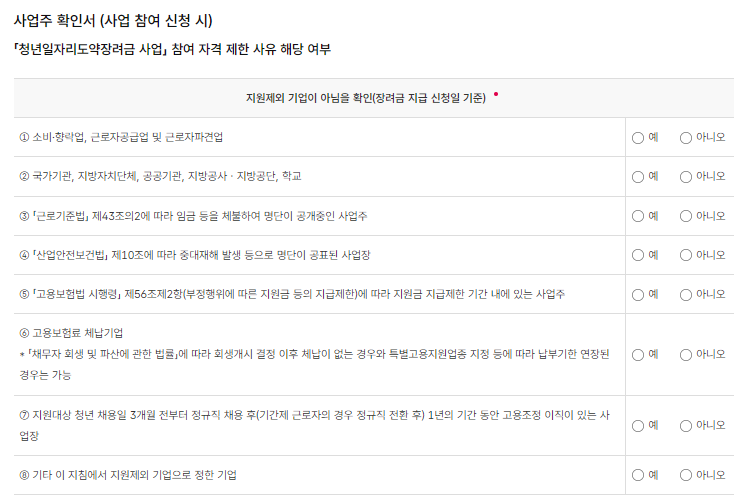 사업주 확인서 (사업 참여 신청 시)
「청년일자리도약장려금 사업」 참여 자격 제한 사유 해당 여부
지원제외 기업이 아님을 확인(장려금 지급 신청일 기준) •
① 소비·향락업, 근로자공급업 및 근로자파견업 예 아니오
② 국가기관, 지방자치단체, 공공기관, 지방공사 · 지방공단, 학교 예 아니오
③ 「근로기준법」 제43조의2에 따라 임금 등을 체불하여 명단이 공개중인 사업주 예 아니오
④ 「산업안전보건법」 제10조에 따라 중대재해 발생 등으로 명단이 공표된 사업장 예 아니오
⑤ 「고용보험법 시행령」 제56조제2항(부정행위에 따른 지원금 등의 지급제한)에 따라 지원금 지급제한 기간 내에 있는 사업주 예 아니오
⑥ 고용보험료 체납기업
* 「채무자 회생 및 파산에 관한 법률」에 따라 회생개시 결정 이후 체납이 없는 경우와 특별고용지원업종 지정 등에 따라 납부기한 연장된 예 아니오
경우는 가능
⑦ 지원대상 청년 채용일 3개월 전부터 정규직 채용 후(기간제 근로자의 경우 정규직 전환 후) 1년의 기간 동안 고용조정 이직이 있는 사 예 아니오
업장
⑧ 기타 이 지침에서 지원제외 기업으로 정한 기업 예 아니오